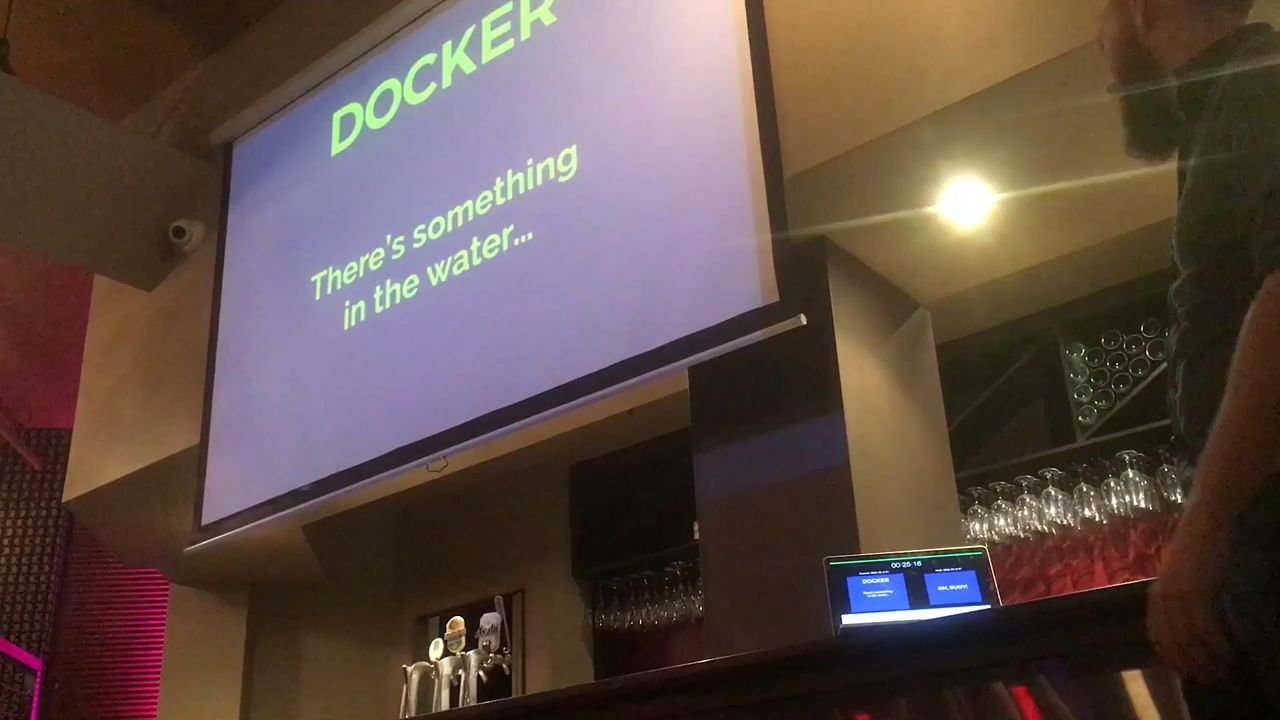 DOCKER
There's something
in the water...
00:25:16
DOCKER
OH, BUOY!